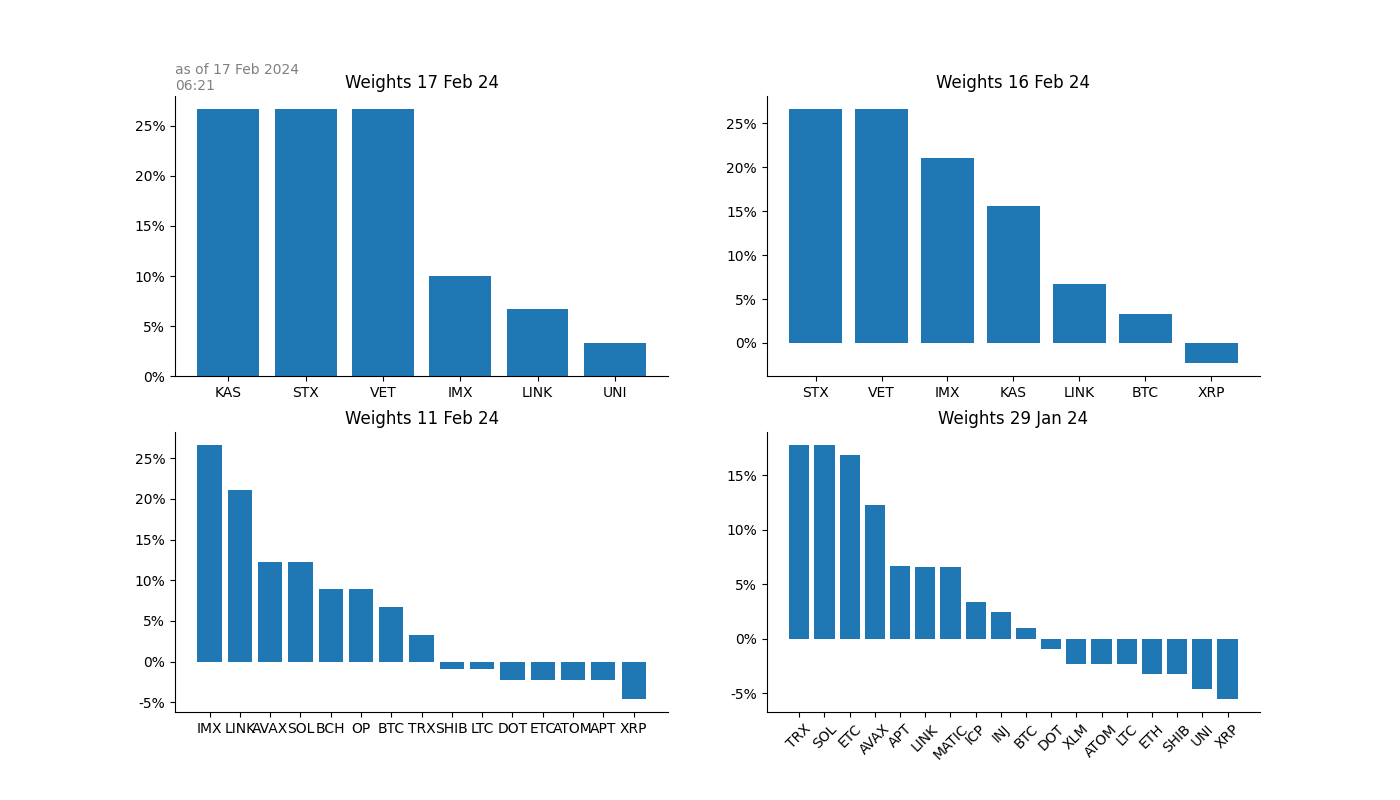 as of 17 Feb 2024
06:21
Weights 17 Feb 24
25%
20%
15%
10%
5%
0%
KAS STX VET IMX LINK UNI
Weights 16 Feb 24
25%
20%
15%
10%
5%
0%
STX VET IMX KAS LINK BTC XRP
Weights 11 Feb 24
25%
20%
15%
10%
5%
0%
-5%
IMX LINK AVAX SOL BCH OP BTC TRX SHIB LTC DOT ETC ATOM APT XRP
Weights 29 Jan 24
15%
10%
5%
0%
-5%
TRX SOL ETC AVAX APT LINK MATIC ICP INJ BTC DOT XLM ATOM LTC ETH SHIB UNI XRP